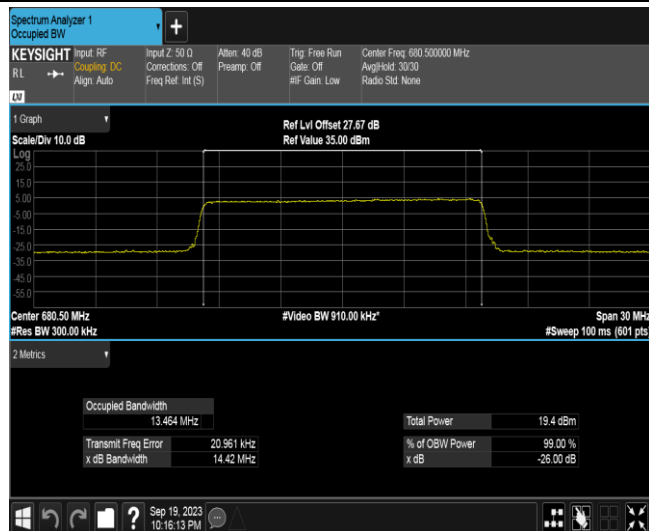 Spectrum Analyzer 1
Occupied BW
+
KEYSIGHT
RL
Input: RF
Coupling: DC
Align: Auto
Input Z: 50 Ω
Corrections: Off
Freq Ref: Int (S)
Atten: 40 dB
Preamp: Off
Trig: Free Run
Gate: Off
#IF Gain: Low
Center Freq: 680.500000 MHz
Avg|Hold: 30/30
Radio Std: None
1 Graph
Scale/Div 10.0 dB
Ref Lvl Offset 27.67 dB
Ref Value 35.00 dBm
Log
25.0
15.0
5.00
-5.00
-15.0
-25.0
-35.0
-45.0
-55.0
Center 680.50 MHz
#Res BW 300.00 kHz
#Video BW 910.00 kHz*
Span 30 MHz
#Sweep 100 ms (601 pts)
2 Metrics
Occupied Bandwidth
13.464 MHz
Transmit Freq Error 20.961 kHz
x dB Bandwidth 14.42 MHz
Total Power 19.4 dBm
% of OBW Power 99.00 %
x dB -26.00 dB
?
Sep 19, 2023
10:16:13 PM